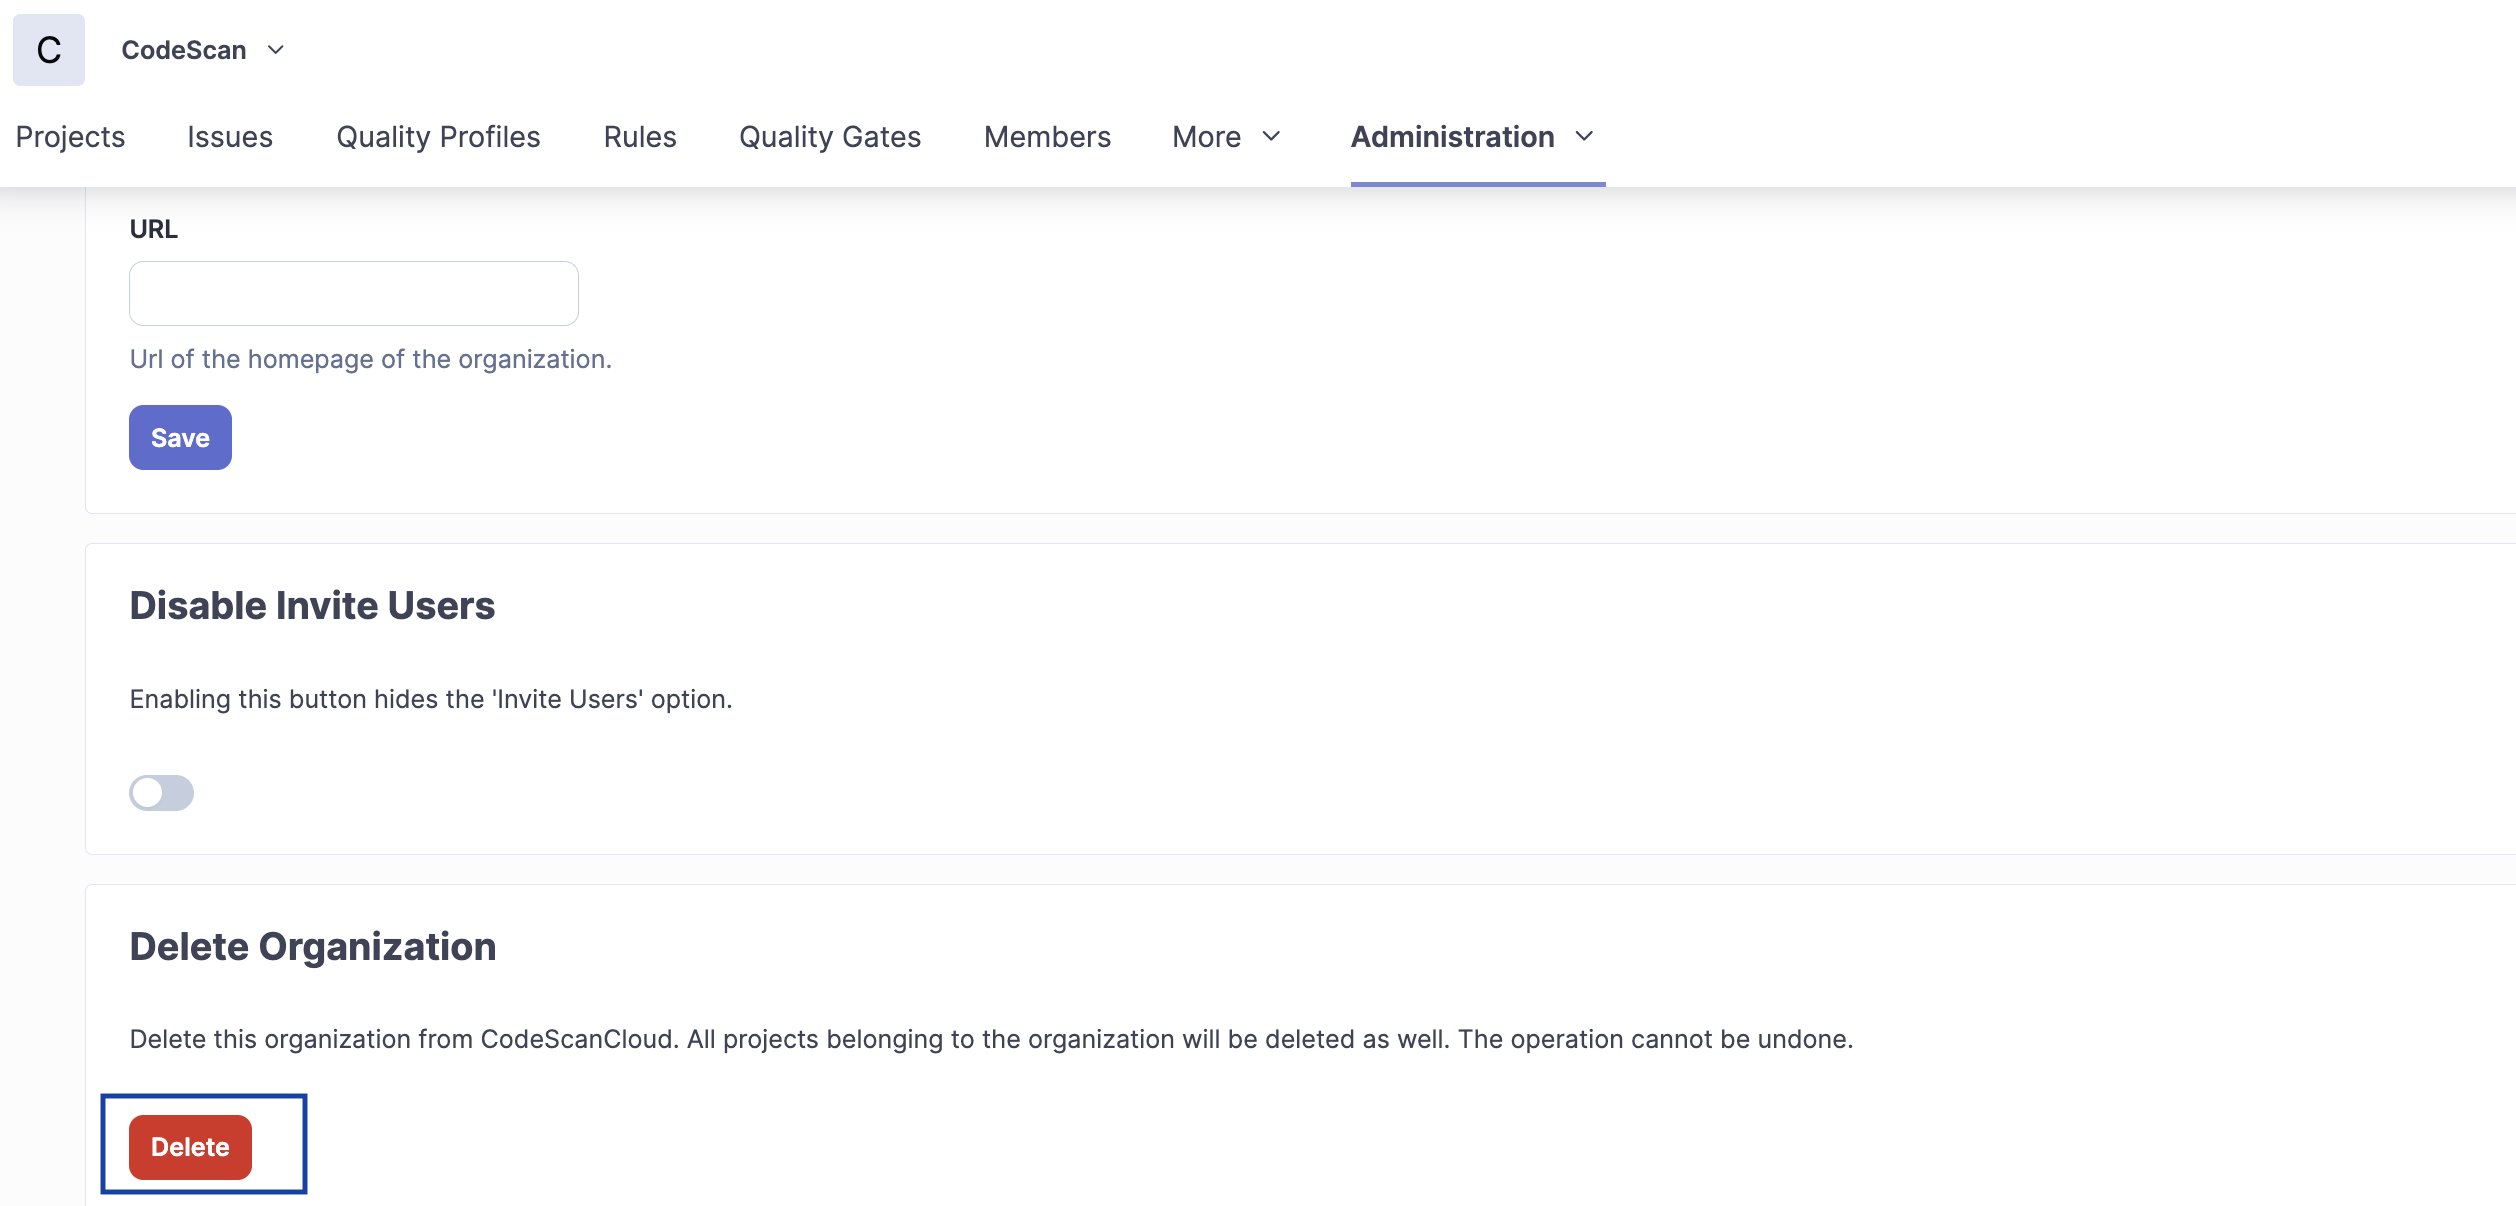 C CodeScan
Projects Issues Quality Profiles Rules Quality Gates Members More Administration
URL
Url of the homepage of the organization.
Save
Disable Invite Users
Enabling this button hides the 'Invite Users' option.
Delete Organization
Delete this organization from CodeScanCloud. All projects belonging to the organization will be deleted as well. The operation cannot be undone.
Delete